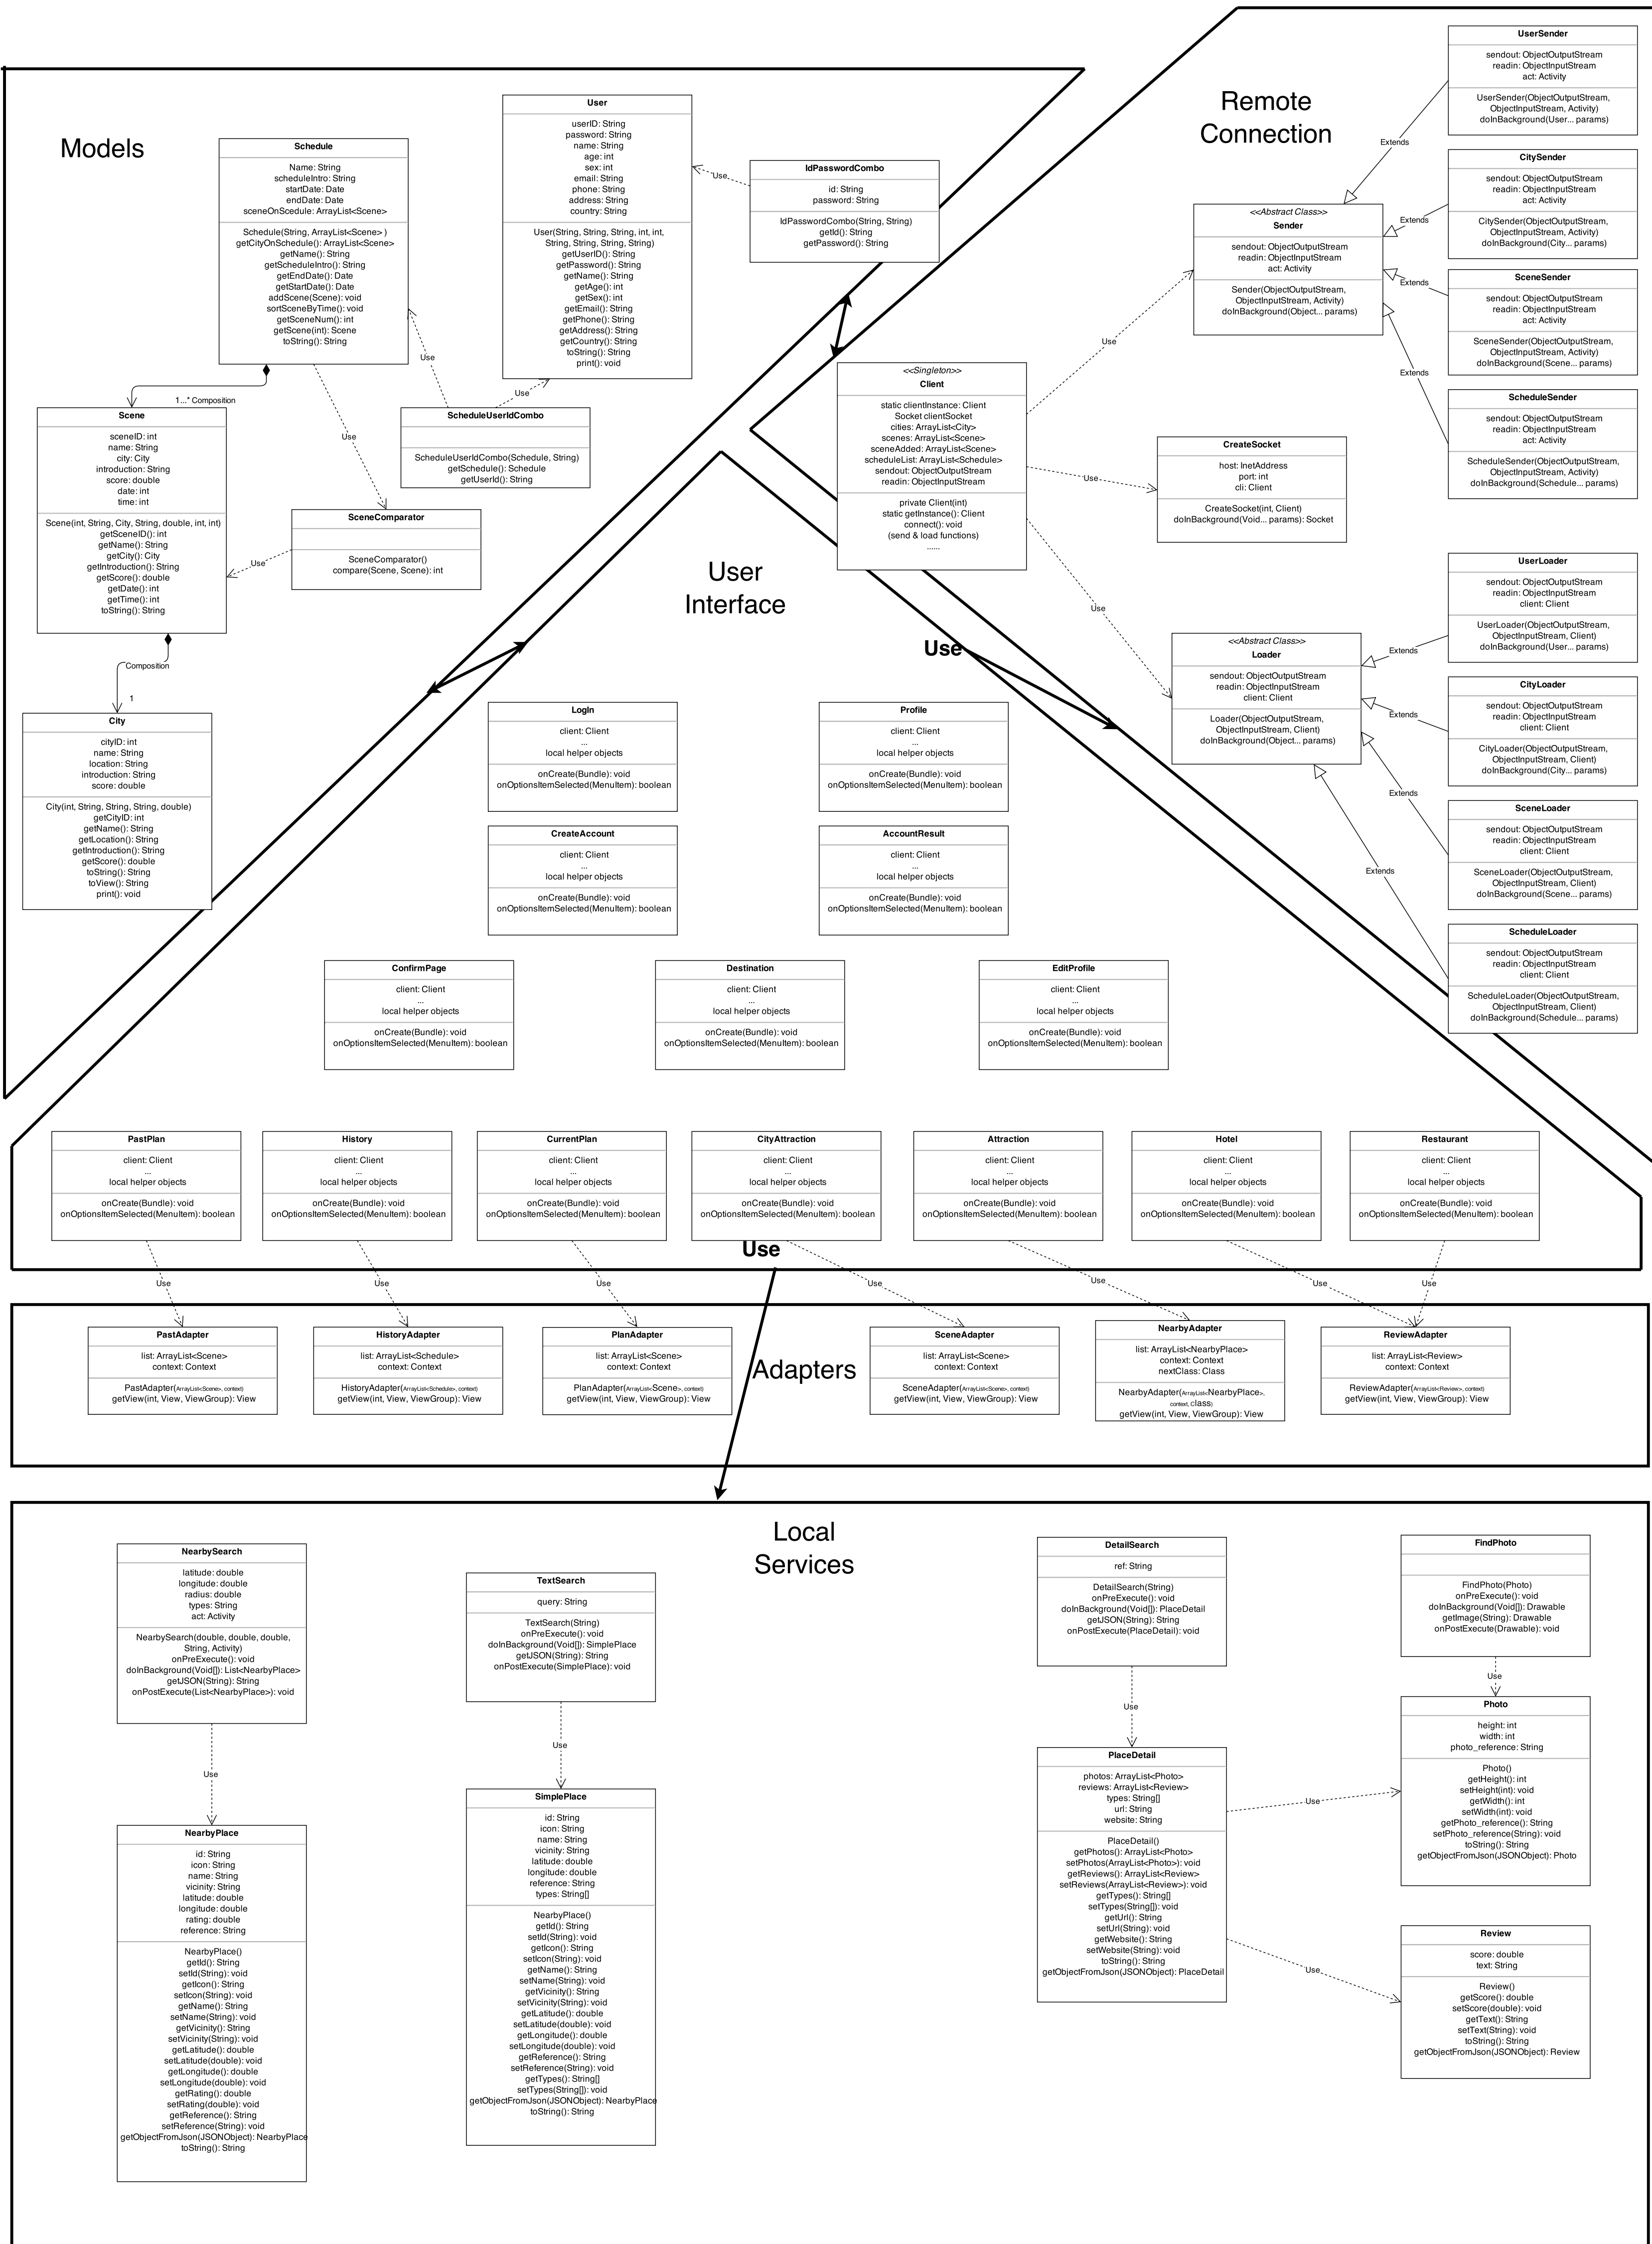 Models
User
userID: String
password: String
name: String
age: int
sex: int
email: String
phone: String
address: String
country: String
User(String, String, String, int, int,
String, String, String, String)
getUserID(): String
getPassword(): String
getName(): String
getAge(): int
getSex(): int
getEmail(): String
getPhone(): String
getAddress(): String
getCountry(): String
toString(): String
print(): void
Schedule
Name: String
scheduleIntro: String
startDate: Date
endDate: Date
sceneOnScedule: ArrayList<Scene>
Schedule(String, ArrayList<Scene> )
getCityOnSchedule(): ArrayList<Scene>
getName(): String
getScheduleIntro(): String
getEndDate(): Date
getStartDate(): Date
addScene(Scene): void
sortSceneByTime(): void
getSceneNum(): int
getScene(int): Scene
toString(): String
Use
IdPasswordCombo
id: String
password: String
IdPasswordCombo(String, String)
getId(): String
getPassword(): String
Use
Use
1...* Composition
Use
ScheduleUserIdCombo
ScheduleUserIdCombo(Schedule, String)
getSchedule(): Schedule
getUserId(): String
Scene
sceneID: int
name: String
city: City
introduction: String
score: double
date: int
time: int
Scene(int, String, City, String, double, int, int)
getSceneID(): int
getName(): String
getCity(): City
getIntroduction(): String
getScore(): double
getDate(): int
getTime(): int
toString(): String
Use
SceneComparator
SceneComparator()
compare(Scene, Scene): int
Composition
1
City
cityID: int
name: String
location: String
introduction: String
score: double
City(int, String, String, String, double)
getCityID: int
getName(): String
getLocation(): String
getIntroduction(): String
getScore(): double
toString(): String
toView(): String
print(): void
Remote
Connection
UserSender
sendout: ObjectOutputStream
readin: ObjectInputStream
act: Activity
UserSender(ObjectOutputStream,
ObjectInputStream, Activity)
doInBackground(User... params)
Extends
CitySender
sendout: ObjectOutputStream
readin: ObjectInputStream
act: Activity
CitySender(ObjectOutputStream,
ObjectInputStream, Activity)
doInBackground(City... params)
Extends
<<Abstract Class>>
Sender
sendout: ObjectOutputStream
readin: ObjectInputStream
act: Activity
Sender(ObjectOutputStream,
ObjectInputStream, Activity)
doInBackground(Object... params)
Extends
SceneSender
sendout: ObjectOutputStream
readin: ObjectInputStream
act: Activity
SceneSender(ObjectOutputStream,
ObjectInputStream, Activity)
doInBackground(Scene... params)
Extends
ScheduleSender
sendout: ObjectOutputStream
readin: ObjectInputStream
act: Activity
ScheduleSender(ObjectOutputStream,
ObjectInputStream, Activity)
doInBackground(Schedule... params)
Use
<<Singleton>>
Client
static clientInstance: Client
Socket clientSocket
cities: ArrayList<City>
scenes: ArrayList<Scene>
sceneAdded: ArrayList<Scene>
scheduleList: ArrayList<Schedule>
sendout: ObjectOutputStream
readin: ObjectInputStream
private Client(int)
static getInstance(): Client
connect(): void
(send & load functions)
......
Use
CreateSocket
host: InetAddress
port: int
cli: Client
CreateSocket(int, Client)
doInBackground(Void... params): Socket
Use
<<Abstract Class>>
Loader
sendout: ObjectOutputStream
readin: ObjectInputStream
client: Client
Loader(ObjectOutputStream,
ObjectInputStream, Client)
doInBackground(Object... params)
UserLoader
sendout: ObjectOutputStream
readin: ObjectInputStream
client: Client
UserLoader(ObjectOutputStream,
ObjectInputStream, Client)
doInBackground(User... params)
Extends
CityLoader
sendout: ObjectOutputStream
readin: ObjectInputStream
client: Client
CityLoader(ObjectOutputStream,
ObjectInputStream, Client)
doInBackground(City... params)
Extends
Extends
SceneLoader
sendout: ObjectOutputStream
readin: ObjectInputStream
client: Client
SceneLoader(ObjectOutputStream,
ObjectInputStream, Client)
doInBackground(Scene... params)
Extends
ScheduleLoader
sendout: ObjectOutputStream
readin: ObjectInputStream
client: Client
ScheduleLoader(ObjectOutputStream,
ObjectInputStream, Client)
doInBackground(Schedule... params)
User
Interface
Use
LogIn
client: Client
...
local helper objects
onCreate(Bundle): void
onOptionsItemSelected(MenuItem): boolean
Profile
client: Client
...
local helper objects
onCreate(Bundle): void
onOptionsItemSelected(MenuItem): boolean
CreateAccount
client: Client
...
local helper objects
onCreate(Bundle): void
onOptionsItemSelected(MenuItem): boolean
AccountResult
client: Client
...
local helper objects
onCreate(Bundle): void
onOptionsItemSelected(MenuItem): boolean
ConfirmPage
client: Client
...
local helper objects
onCreate(Bundle): void
onOptionsItemSelected(MenuItem): boolean
Destination
client: Client
...
local helper objects
onCreate(Bundle): void
onOptionsItemSelected(MenuItem): boolean
EditProfile
client: Client
...
local helper objects
onCreate(Bundle): void
onOptionsItemSelected(MenuItem): boolean
PastPlan
client: Client
...
local helper objects
onCreate(Bundle): void
onOptionsItemSelected(MenuItem): boolean
History
client: Client
...
local helper objects
onCreate(Bundle): void
onOptionsItemSelected(MenuItem): boolean
CurrentPlan
client: Client
...
local helper objects
onCreate(Bundle): void
onOptionsItemSelected(MenuItem): boolean
CityAttraction
client: Client
...
local helper objects
onCreate(Bundle): void
onOptionsItemSelected(MenuItem): boolean
Attraction
client: Client
...
local helper objects
onCreate(Bundle): void
onOptionsItemSelected(MenuItem): boolean
Hotel
client: Client
...
local helper objects
onCreate(Bundle): void
onOptionsItemSelected(MenuItem): boolean
Restaurant
client: Client
...
local helper objects
onCreate(Bundle): void
onOptionsItemSelected(MenuItem): boolean
Use
Use
Use
Use
Use
Use
Use
Use
Adapters
PastAdapter
list: ArrayList<Scene>
context: Context
PastAdapter(ArrayList<Scene>, context)
getView(int, View, ViewGroup): View
HistoryAdapter
list: ArrayList<Schedule>
context: Context
HistoryAdapter(ArrayList<Schedule>, context)
getView(int, View, ViewGroup): View
PlanAdapter
list: ArrayList<Scene>
context: Context
PlanAdapter(ArrayList<Scene>, context)
getView(int, View, ViewGroup): View
SceneAdapter
list: ArrayList<Scene>
context: Context
SceneAdapter(ArrayList<Scene>, context)
getView(int, View, ViewGroup): View
NearbyAdapter
list: ArrayList<NearbyPlace>
context: Context
nextClass: Class
NearbyAdapter(ArrayList<NearbyPlace>,
context, class)
getView(int, View, ViewGroup): View
ReviewAdapter
list: ArrayList<Review>
context: Context
ReviewAdapter(ArrayList<Review>, context)
getView(int, View, ViewGroup): View
Local
Services
NearbySearch
latitude: double
longitude: double
radius: double
types: String
act: Activity
NearbySearch(double, double, double,
String, Activity)
onPreExecute(): void
doInBackground(Void[]): List<NearbyPlace>
getJSON(String): String
onPostExecute(List<NearbyPlace>): void
Use
NearbyPlace
id: String
icon: String
name: String
vicinity: String
latitude: double
longitude: double
rating: double
reference: String
NearbyPlace()
getId(): String
setId(String): void
getIcon(): String
setIcon(String): void
getName(): String
setName(String): void
getVicinity(): String
setVicinity(String): void
getLatitude(): double
setLatitude(double): void
getLongitude(): double
setLongitude(double): void
getRating(): double
setRating(double): void
getReference(): String
setReference(String): void
getObjectFromJson(JSONObject): NearbyPlace
toString(): String
TextSearch
query: String
TextSearch(String)
onPreExecute(): void
doInBackground(Void[]): SimplePlace
getJSON(String): String
onPostExecute(SimplePlace): void
Use
SimplePlace
id: String
icon: String
name: String
vicinity: String
latitude: double
longitude: double
reference: String
types: String[]
NearbyPlace()
getId(): String
setId(String): void
getIcon(): String
setIcon(String): void
getName(): String
setName(String): void
getVicinity(): String
setVicinity(String): void
getLatitude(): double
setLatitude(double): void
getLongitude(): double
setLongitude(double): void
getReference(): String
setReference(String): void
getTypes(): String[]
setTypes(String[]): void
getObjectFromJson(JSONObject): NearbyPlace
toString(): String
DetailSearch
ref: String
DetailSearch(String)
onPreExecute(): void
doInBackground(Void[]): PlaceDetail
getJSON(String): String
onPostExecute(PlaceDetail): void
Use
PlaceDetail
photos: ArrayList<Photo>
reviews: ArrayList<Review>
types: String[]
url: String
website: String
PlaceDetail()
getPhotos(): ArrayList<Photo>
setPhotos(ArrayList<Photo>): void
getReviews(): ArrayList<Review>
setReviews(ArrayList<Review>): void
getTypes(): String[]
setTypes(String[]): void
getUrl(): String
setUrl(String): void
getWebsite(): String
setWebsite(String): void
toString(): String
getObjectFromJson(JSONObject): PlaceDetail
Use
Use
FindPhoto
FindPhoto(Photo)
onPreExecute(): void
doInBackground(Void[]): Drawable
getImage(String): Drawable
onPostExecute(Drawable): void
Use
Photo
height: int
width: int
photo_reference: String
Photo()
getHeight(): int
setHeight(int): void
getWidth(): int
setWidth(int): void
getPhoto_reference(): String
setPhoto_reference(String): void
toString(): String
getObjectFromJson(JSONObject): Photo
Review
score: double
text: String
Review()
getScore(): double
setScore(double): void
getText(): String
setText(String): void
toString(): String
getObjectFromJson(JSONObject): Review